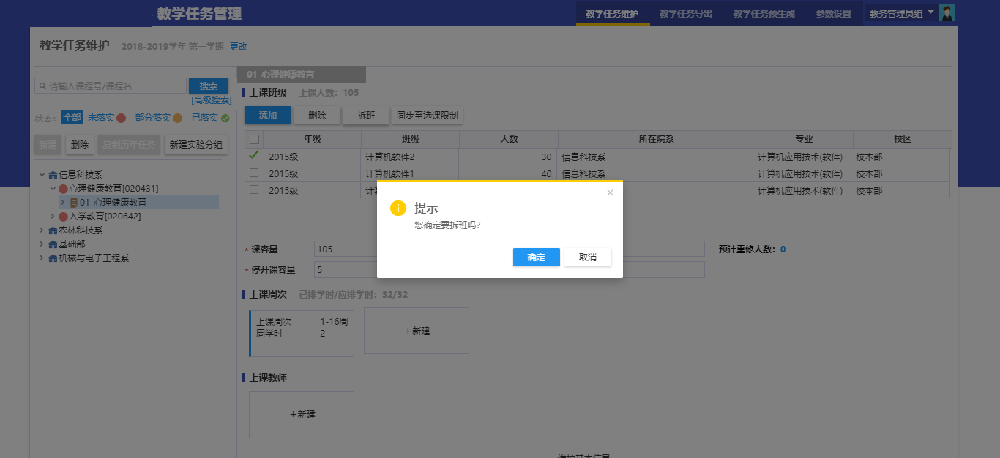 教学任务管理
教学任务维护 教学任务导出 教学任务预生成 参数设置 教务管理员组
教学任务维护 2018-2019学年 第一学期 更改
请输入课程号/课程名 搜索
[高级搜索]
状态: 全部 未落实 部分落实 已落实
新建 删除 复制历年任务 新建实验分组
信息科技系
心理健康教育[020431]
01-心理健康教育
入学教育[020642]
农林科技系
基础部
机械与电子工程系
01-心理健康教育
上课班级 上课人数: 105
添加 删除 拆班 同步至选课限制
年级 班级 人数 所在院系 专业 校区
2015级 计算机软件2 30 信息科技系 计算机应用技术(软件) 校本部
2015级 计算机软件1 40 信息科技系 计算机应用技术(软件) 校本部
2015级 计算机应用技术(软件) 校本部
提示
您确定要拆班吗?
确定 取消
* 课容量 105 预计重修人数: 0
* 停开课容量 5
上课周次 已排学时/应排学时: 32/32
上课周次 1-16周
周学时 2
+新建
上课教师
+新建
维护基本信息